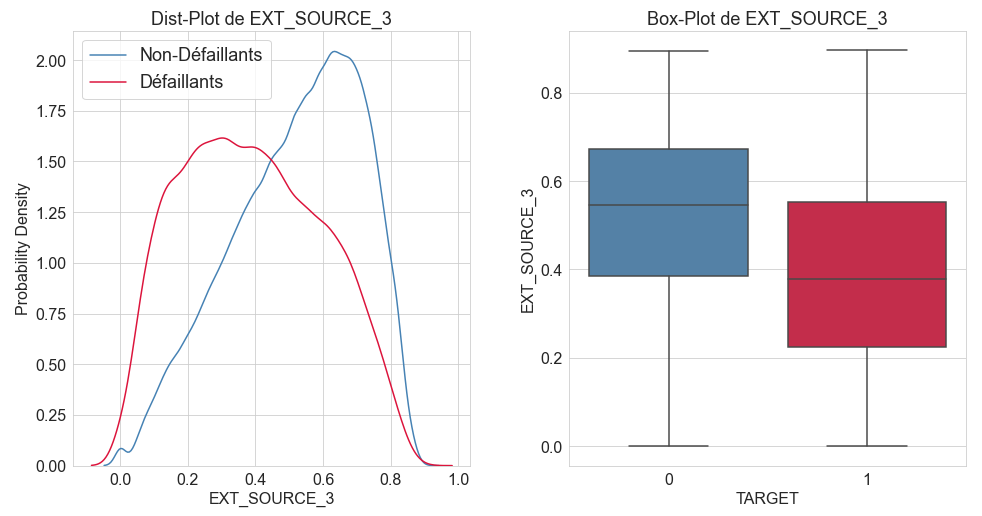 Dist-Plot de EXT_SOURCE_3
Non-Défaillants
Défaillants
Probability Density
2.00
1.75
1.50
1.25
1.00
0.75
0.50
0.25
0.00
0.0 0.2 0.4 0.6 0.8 1.0
EXT_SOURCE_3
Box-Plot de EXT_SOURCE_3
EXT_SOURCE_3
0.8
0.6
0.4
0.2
0.0
0 1
TARGET